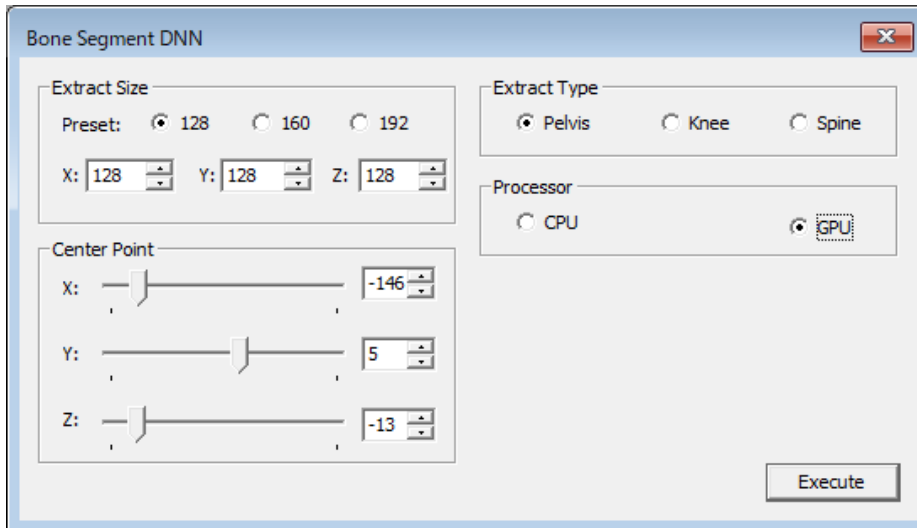 Bone Segment DNN
Extract Size
Preset: 128 160 192
X: 128 Y: 128 Z: 128
Center Point
X: -146
Y: 5
Z: -13
Extract Type
Pelvis Knee Spine
Processor
CPU GPU
Execute